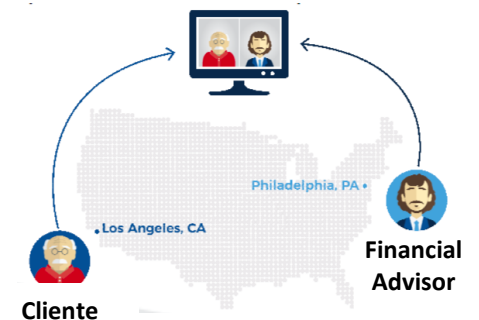 Philadelphia, PA
Los Angeles, CA
Financial
Advisor
Cliente